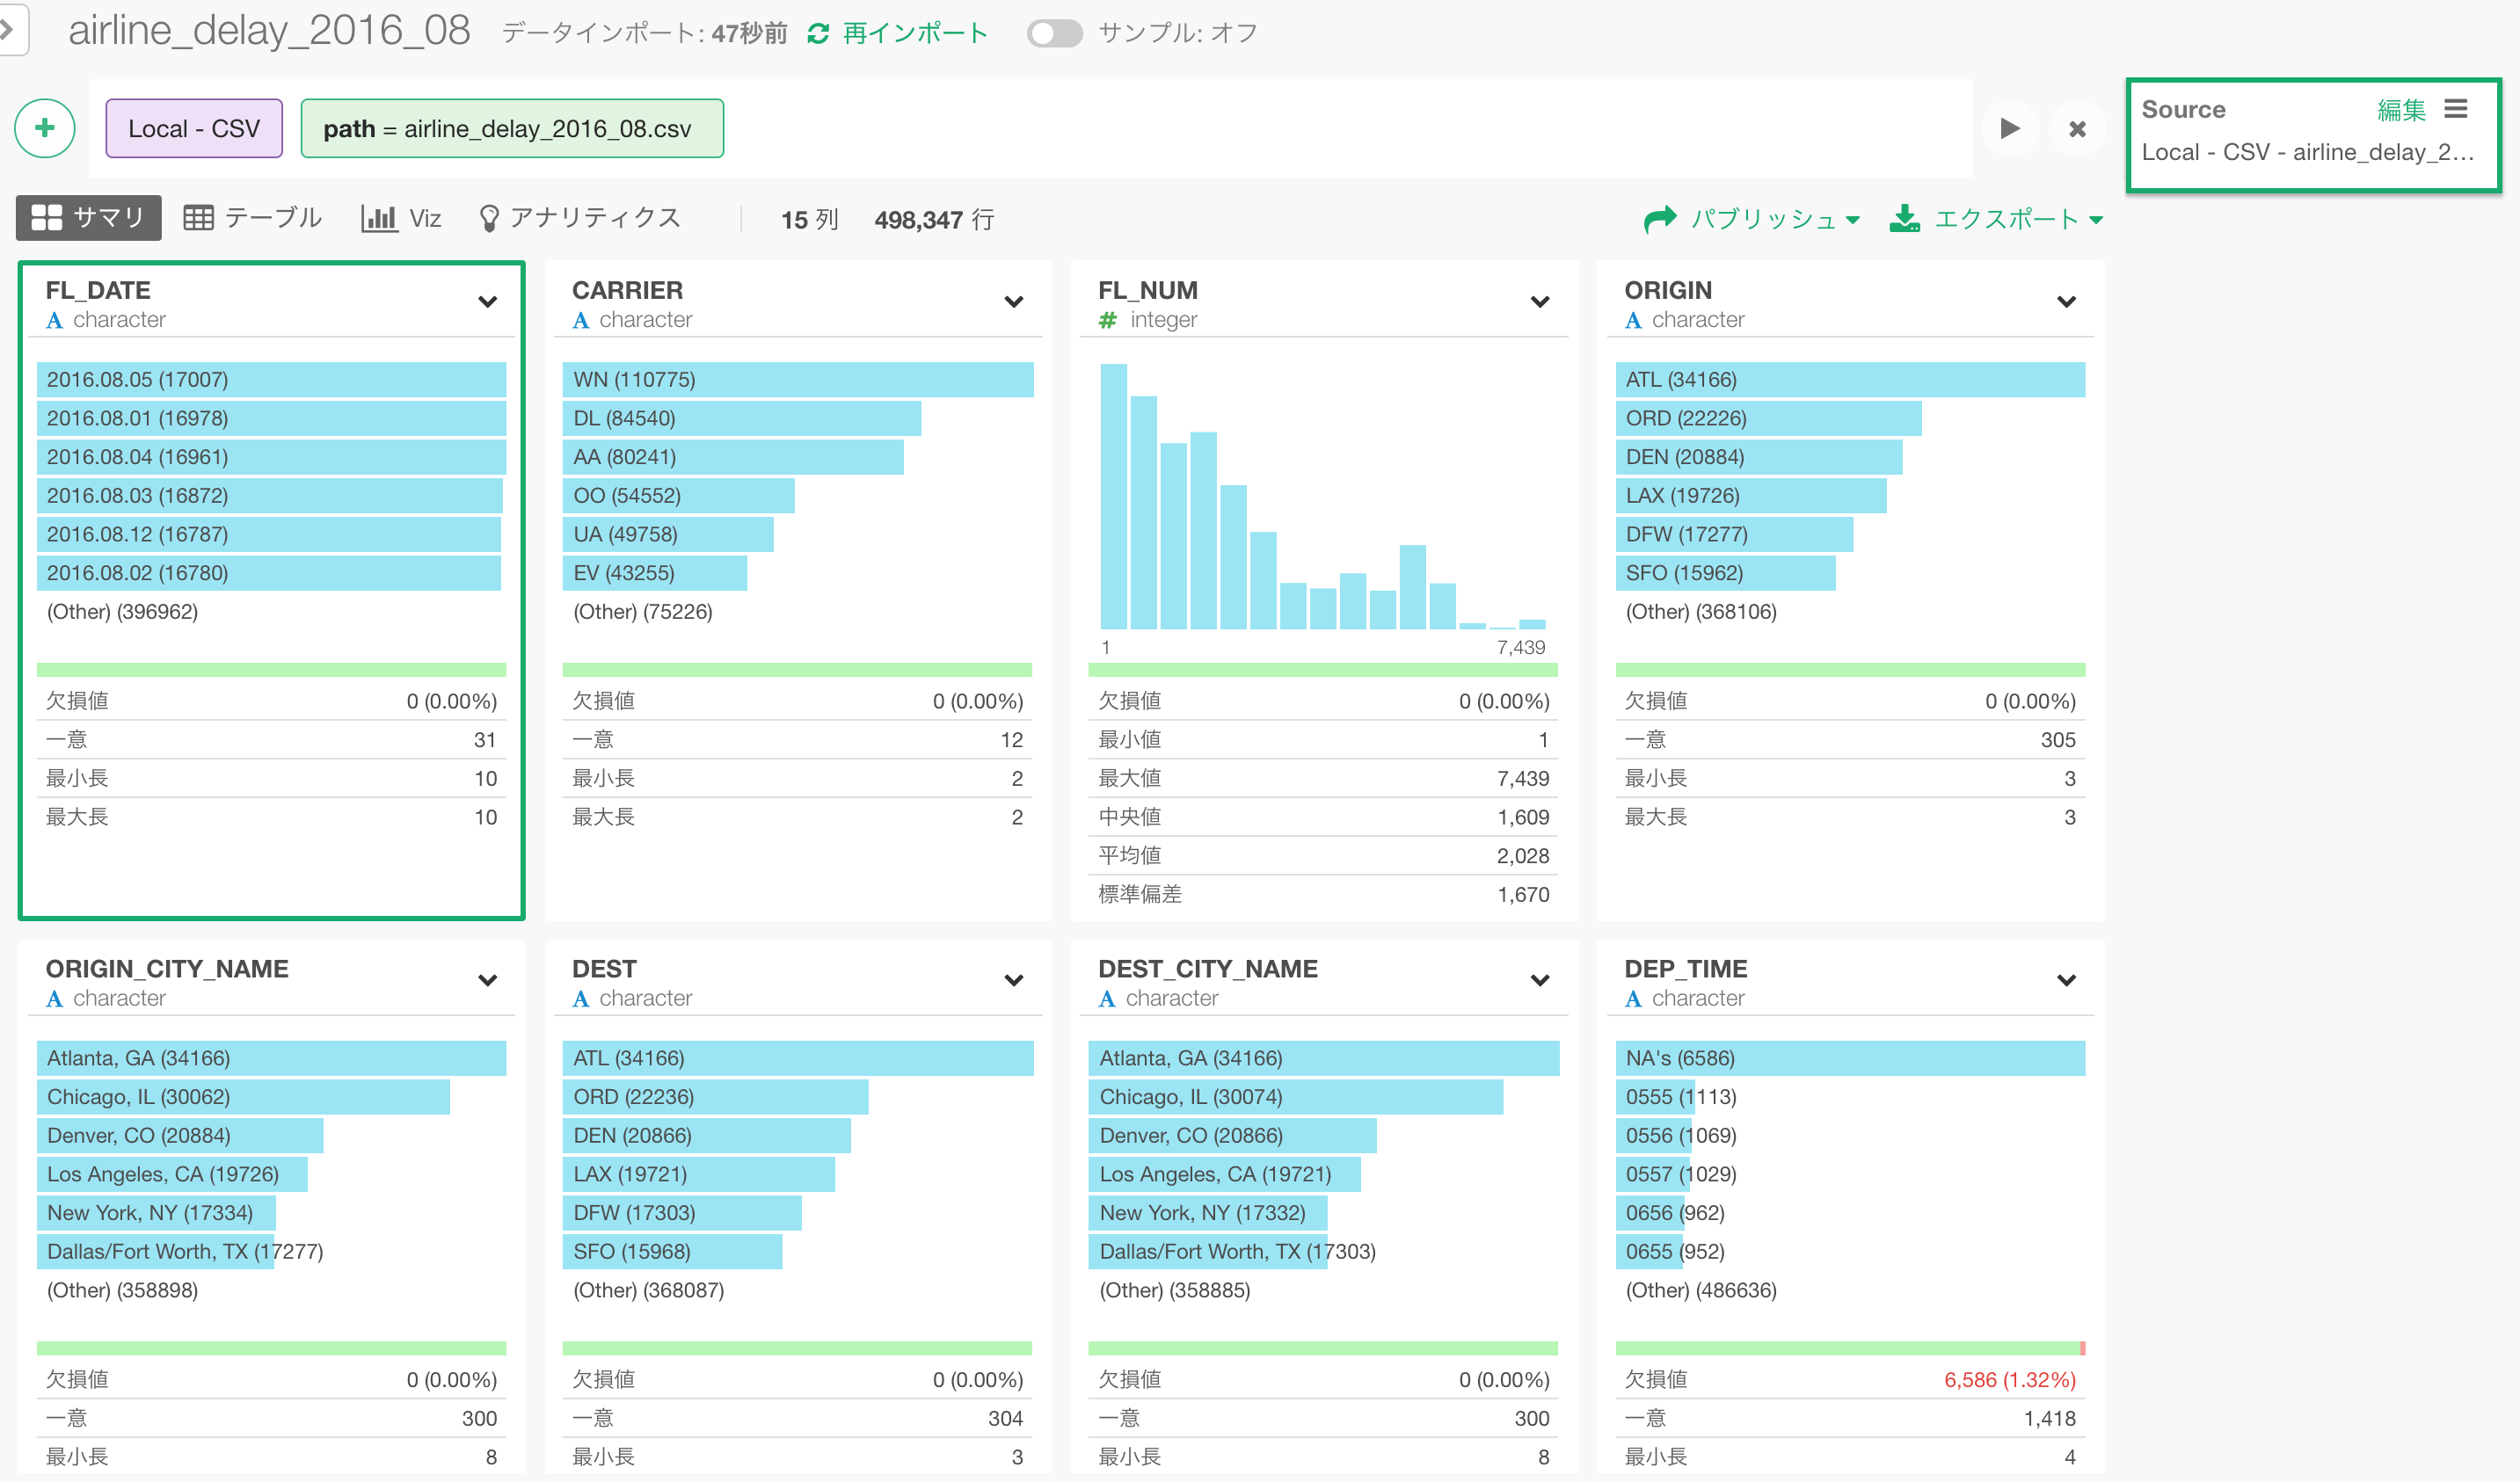 airline_delay_2016_08 データインポート: 47秒前 再インポート サンプル: オフ
Local - CSV path = airline_delay_2016_08.csv
Source 編集
Local - CSV - airline_delay_2...
サマリ テーブル Viz アナリティクス 15 列 498,347 行 パブリッシュ エクスポート
FL_DATE
A character
2016.08.05 (17007)
2016.08.01 (16978)
2016.08.04 (16961)
2016.08.03 (16872)
2016.08.12 (16787)
2016.08.02 (16780)
(Other) (396962)
欠損値 0 (0.00%)
一意 31
最小長 10
最大長 10
CARRIER
A character
WN (110775)
DL (84540)
AA (80241)
OO (54552)
UA (49758)
EV (43255)
(Other) (75226)
欠損値 0 (0.00%)
一意 12
最小長 2
最大長 2
FL_NUM
# integer
1 7,439
欠損値 0 (0.00%)
最小値 1
最大値 7,439
中央値 1,609
平均値 2,028
標準偏差 1,670
ORIGIN
A character
ATL (34166)
ORD (22226)
DEN (20884)
LAX (19726)
DFW (17277)
SFO (15962)
(Other) (368106)
欠損値 0 (0.00%)
一意 305
最小長 3
最大長 3
ORIGIN_CITY_NAME
A character
Atlanta, GA (34166)
Chicago, IL (30062)
Denver, CO (20884)
Los Angeles, CA (19726)
New York, NY (17334)
Dallas/Fort Worth, TX (17277)
(Other) (358898)
欠損値 0 (0.00%)
一意 300
最小長 8
DEST
A character
ATL (34166)
ORD (22236)
DEN (20866)
LAX (19721)
DFW (17303)
SFO (15968)
(Other) (368087)
欠損値 0 (0.00%)
一意 304
最小長 3
DEST_CITY_NAME
A character
Atlanta, GA (34166)
Chicago, IL (30074)
Denver, CO (20866)
Los Angeles, CA (19721)
New York, NY (17332)
Dallas/Fort Worth, TX (17303)
(Other) (358885)
欠損値 0 (0.00%)
一意 300
最小長 8
DEP_TIME
A character
NA's (6586)
0555 (1113)
0556 (1069)
0557 (1029)
0656 (962)
0655 (952)
(Other) (486636)
欠損値 6,586 (1.32%)
一意 1,418
最小長 4